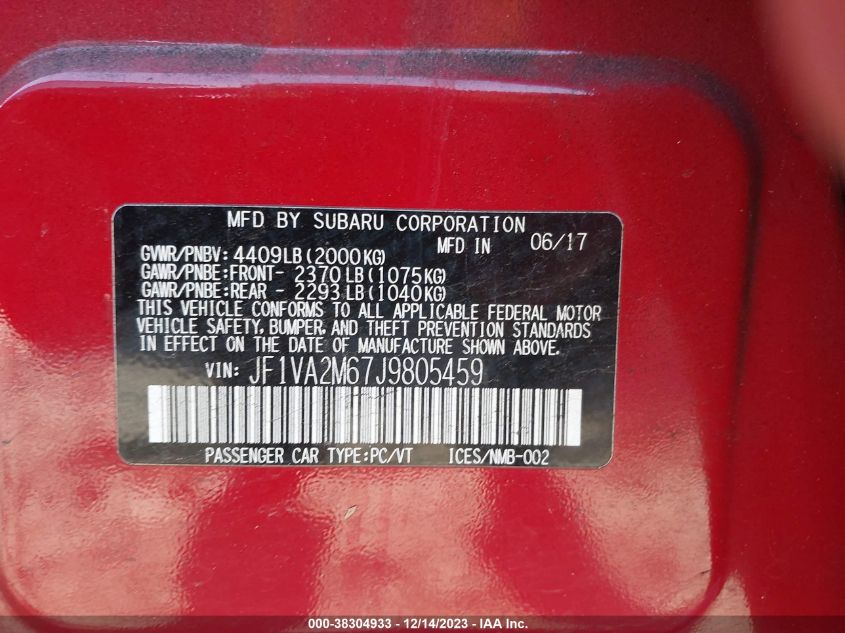 MFD BY SUBARU CORPORATION
MFD IN 06/17
GVWR/PNBV: 4409LB(2000KG)
GAWR/PNBE:FRONT- 2370 LB(1075KG)
GAWR/PNBE:REAR - 2293 LB(1040KG)
THIS VEHICLE CONFORMS TO ALL APPLICABLE FEDERAL MOTOR
VEHICLE SAFETY, BUMPER, AND THEFT PREVENTION STANDARDS
IN EFFECT ON THE DATE OF MANUFACTURE SHOWN ABOVE.
VIN: JF1VA2M67J9805459
PASSENGER CAR TYPE:PC/VT ICES/NMB-002
000-38304933 - 12/14/2023 - IAA Inc.